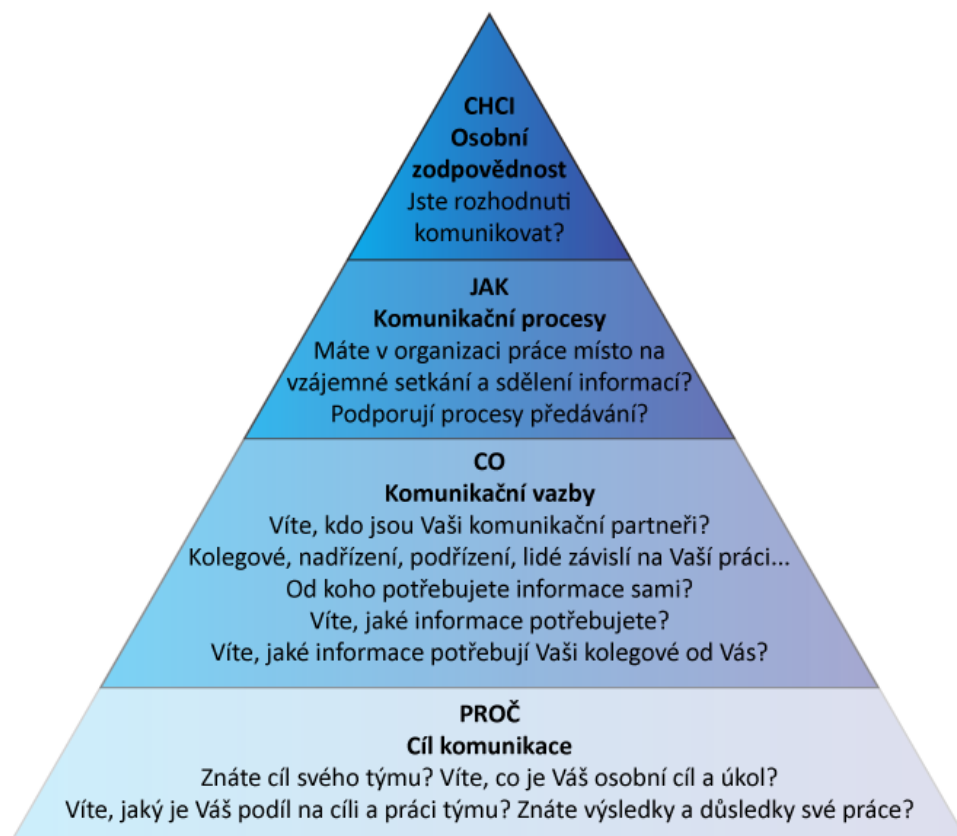 CHCI
Osobní
zodpovědnost
Jste rozhodnuti
komunikovat?
JAK
Komunikační procesy
Máte v organizaci práce místo na
vzájemné setkání a sdělení informací?
Podporují procesy předávání?
CO
Komunikační vazby
Víte, kdo jsou Vaši komunikační partneři?
Kolegové, nadřízení, podřízení, lidé závislí na Vaší práci...
Od koho potřebujete informace sami?
Víte, jaké informace potřebujete?
Víte, jaké informace potřebují Vaši kolegové od Vás?
PROČ
Cíl komunikace
Znáte cíl svého týmu? Víte, co je Váš osobní cíl a úkol?
Víte, jaký je Váš podíl na cíli a práci týmu? Znáte výsledky a důsledky své práce?